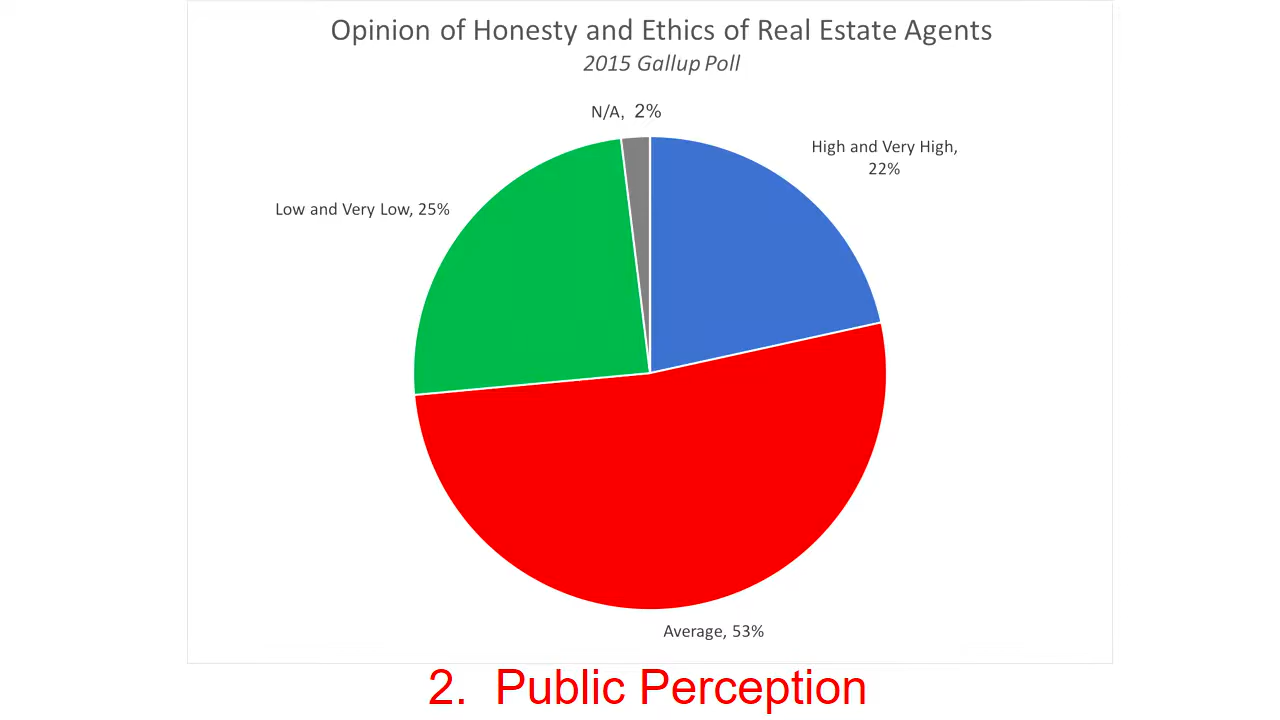 Opinion of Honesty and Ethics of Real Estate Agents
2015 Gallup Poll
N/A, 2%
High and Very High,
22%
Low and Very Low, 25%
Average, 53%
2. Public Perception